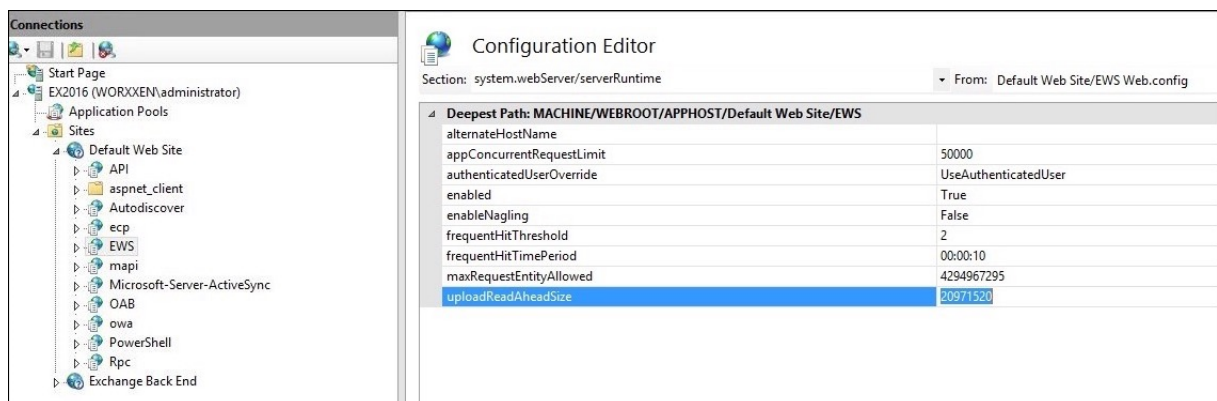 Connections
Start Page
EX2016 (WORXXEN\administrator)
Application Pools
Sites
Default Web Site
API
aspnet_client
Autodiscover
ecp
EWS
mapi
Microsoft-Server-ActiveSync
OAB
owa
PowerShell
Rpc
Exchange Back End
Configuration Editor
Section: system.webServer/serverRuntime From: Default Web Site/EWS Web.config
Deepest Path: MACHINE/WEBROOT/APPHOST/Default Web Site/EWS
alternateHostName
appConcurrentRequestLimit 50000
authenticatedUserOverride UseAuthenticatedUser
enabled True
enableNagling False
frequentHitThreshold 2
frequentHitTimePeriod 00:00:10
maxRequestEntityAllowed 4294967295
uploadReadAheadSize 20971520